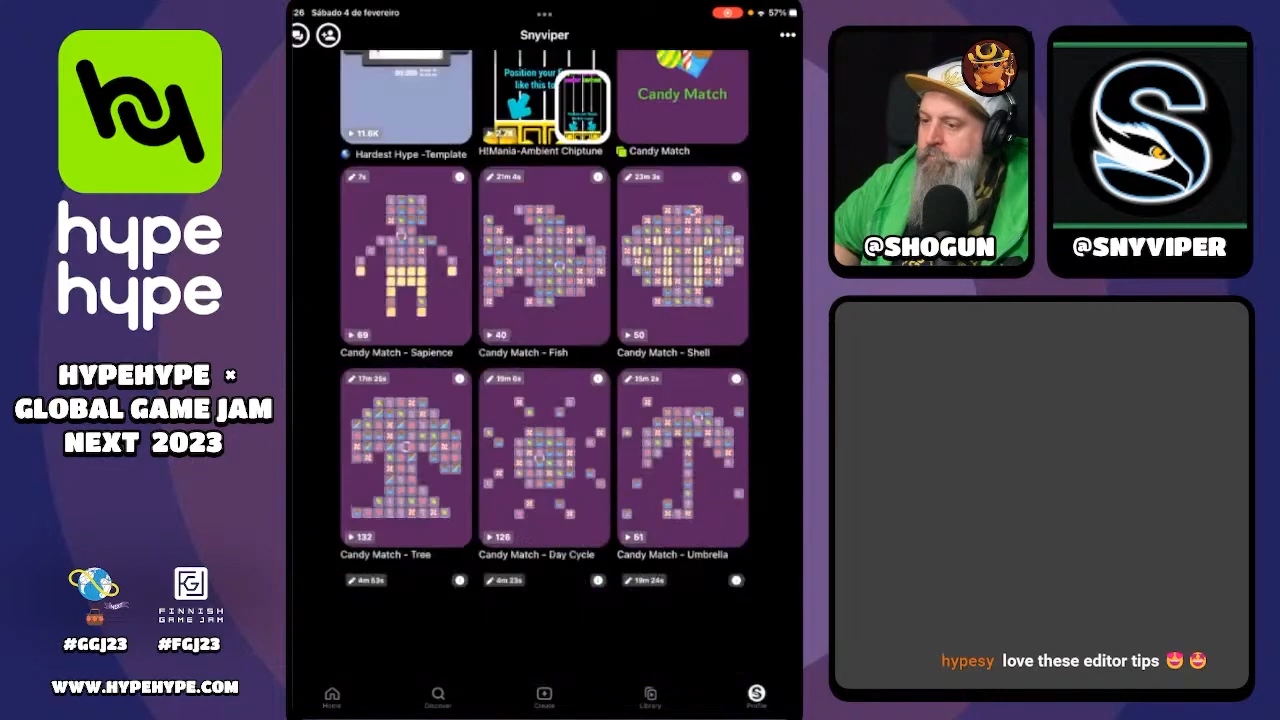 hype
hype
HYPEHYPE ×
GLOBAL GAME JAM
NEXT 2023
#GGJ23 #FGJ23
FINNISH
GAME JAM
WWW.HYPEHYPE.COM
:26 Sábado 4 de fevereiro
57%
Snyviper
Position your
like this to
Candy Match
11.6K
Hardest Hype -Template
H!Mania-Ambient Chiptune
Candy Match
7s
21m 4s
23m 3s
69
40
50
Candy Match - Sapience
Candy Match - Fish
Candy Match - Shell
17m 25s
19m 6s
15m 2s
132
126
51
Candy Match - Tree
Candy Match - Day Cycle
Candy Match - Umbrella
4m 53s
4m 23s
19m 24s
Home
Discover
Create
Library
Profile
@SHOGUN
@SNYVIPER
hypesy love these editor tips 🤩 🤩